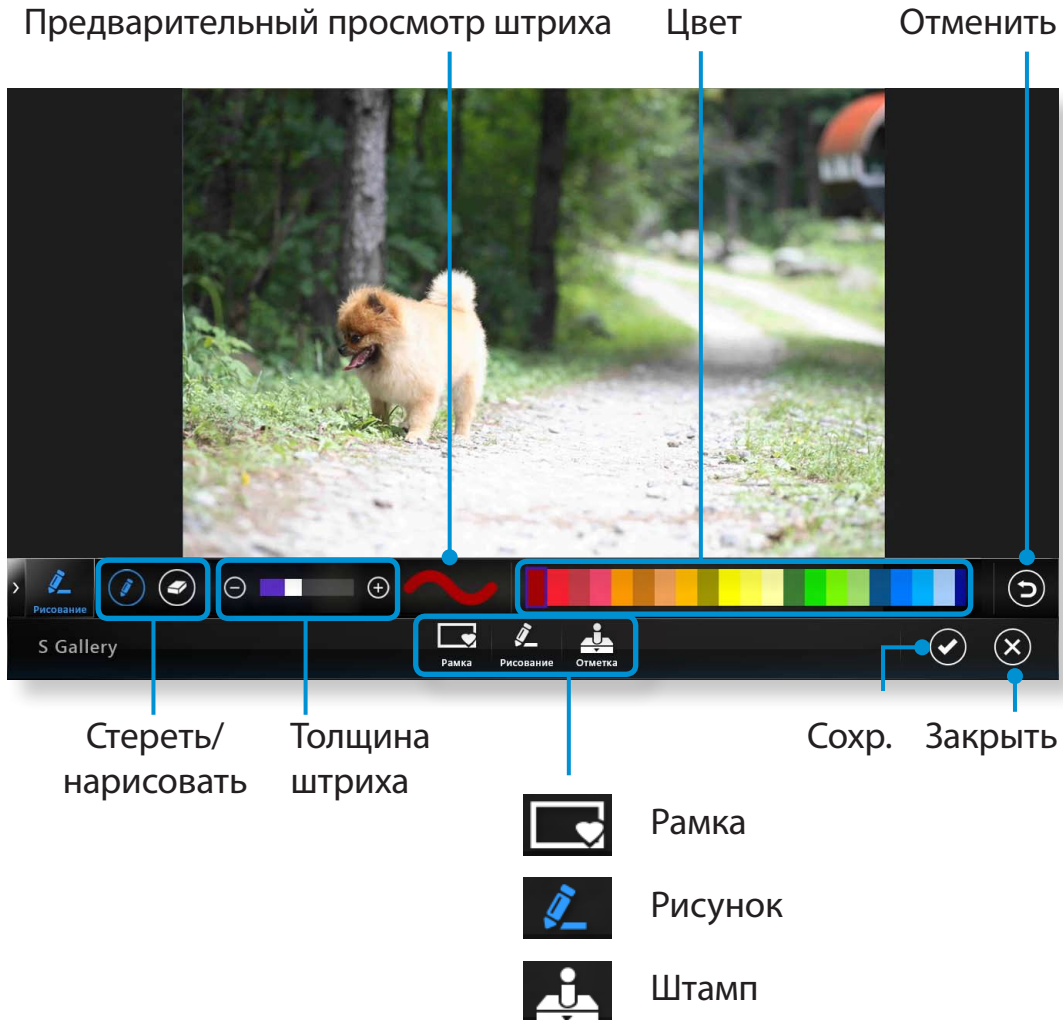 Предварительный просмотр штриха
Цвет
Отменить
Рисование
S Gallery
Рамка
Рисование
Отметка
Стереть/
нарисовать
Толщина
штриха
Сохр.
Закрыть
Рамка
Рисунок
Штамп